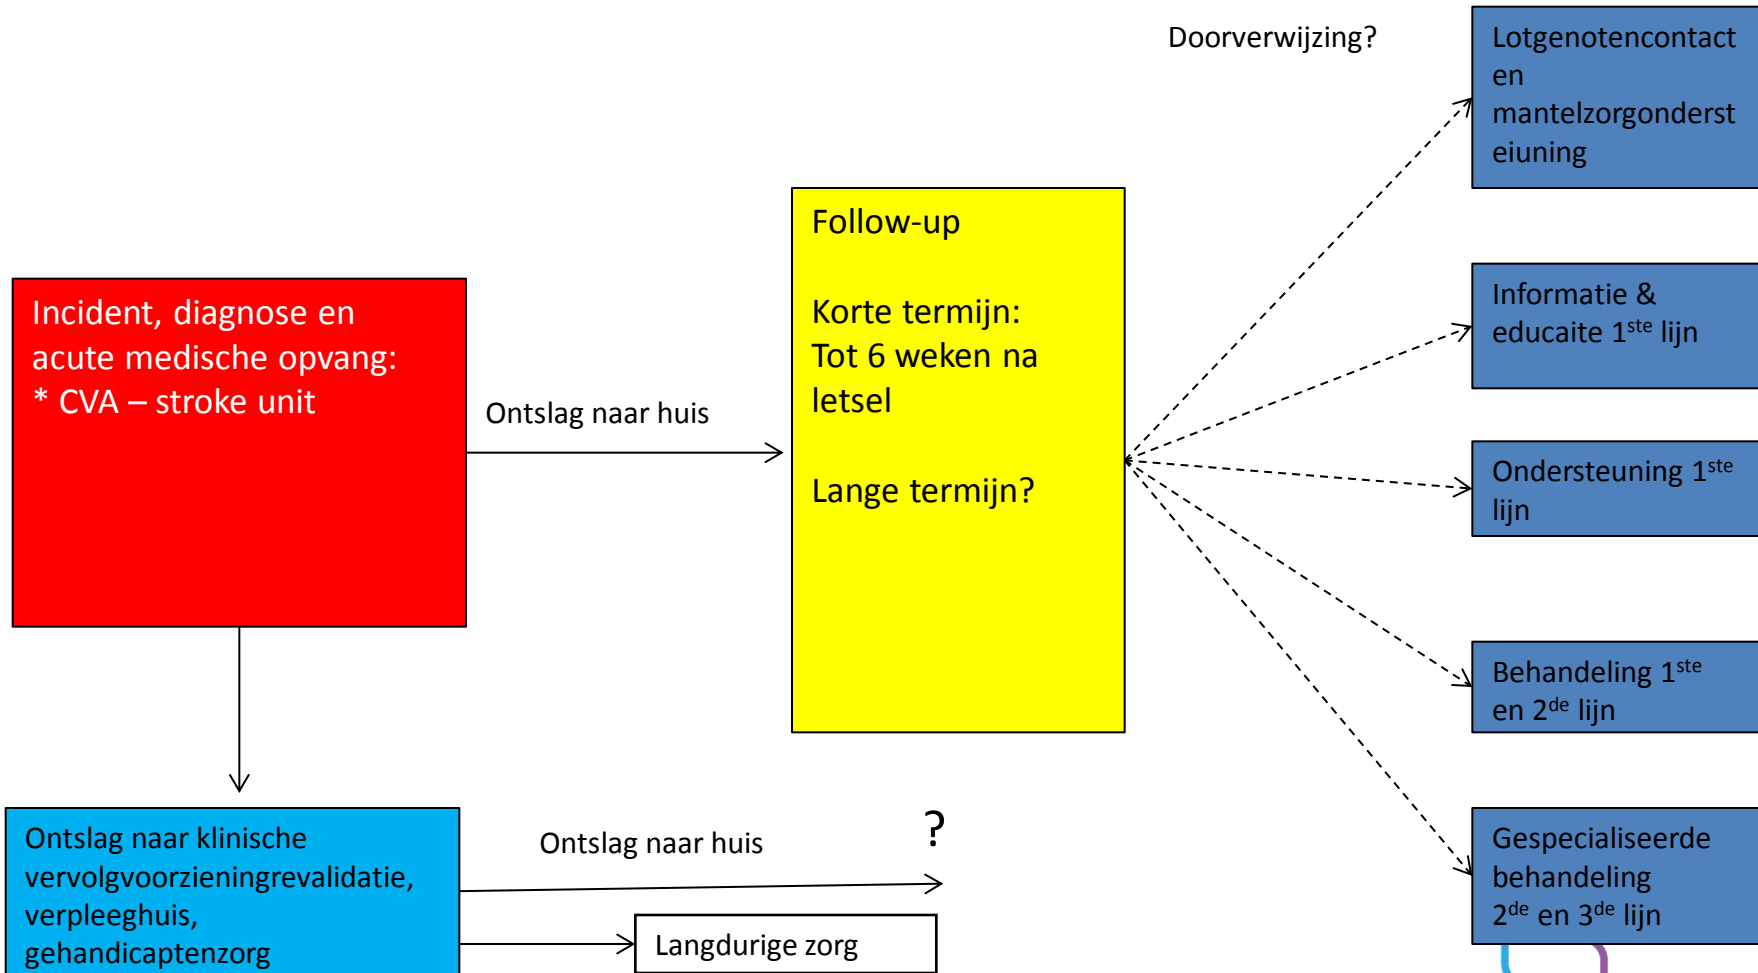 Doorverwijzing?
Lotgenotencontact
en
mantelzorgonderst
eiuning
Follow-up
Korte termijn:
Tot 6 weken na
letsel
Lange termijn?
Incident, diagnose en
acute medische opvang:
* CVA – stroke unit
Ontslag naar huis
Informatie &
educaite 1ste lijn
Ondersteuning 1ste
lijn
Behandeling 1ste
en 2de lijn
Gespecialiseerde
behandeling
2de en 3de lijn
Ontslag naar klinische
vervolgvoorzieningrevalidatie,
verpleeghuis,
gehandicaptenzorg
Ontslag naar huis
?
Langdurige zorg